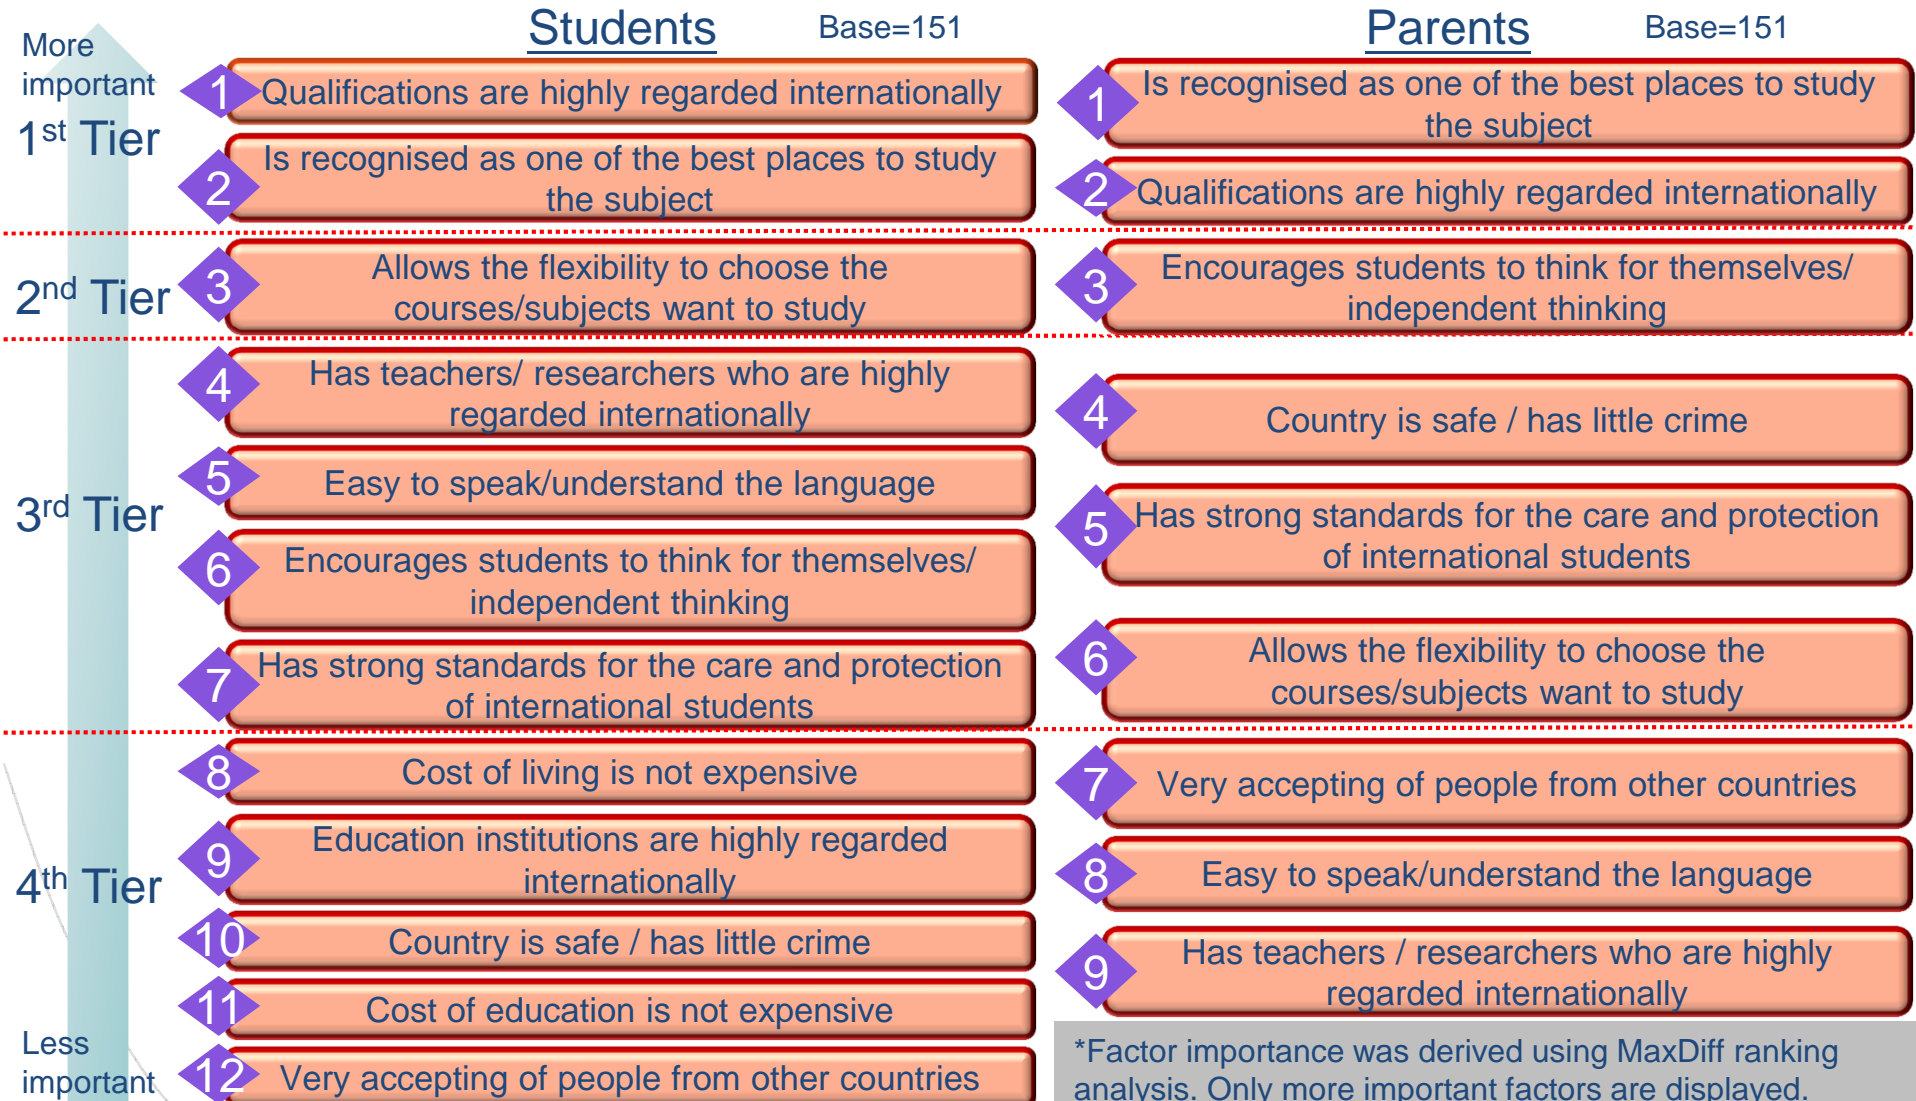 Students
Base=151
Parents
Base=151
More
important
1st Tier
1
Qualifications are highly regarded internationally
2
Is recognised as one of the best places to study
the subject
1
Is recognised as one of the best places to study
the subject
2
Qualifications are highly regarded internationally
2nd Tier
3
Allows the flexibility to choose the
courses/subjects want to study
3
Encourages students to think for themselves/
independent thinking
3rd Tier
4
Has teachers/ researchers who are highly
regarded internationally
5
Easy to speak/understand the language
6
Encourages students to think for themselves/
independent thinking
7
Has strong standards for the care and protection
of international students
4
Country is safe / has little crime
5
Has strong standards for the care and protection
of international students
6
Allows the flexibility to choose the
courses/subjects want to study
4th Tier
8
Cost of living is not expensive
9
Education institutions are highly regarded
internationally
10
Country is safe / has little crime
11
Cost of education is not expensive
12
Very accepting of people from other countries
7
Very accepting of people from other countries
8
Easy to speak/understand the language
9
Has teachers / researchers who are highly
regarded internationally
Less
important
*Factor importance was derived using MaxDiff ranking
analysis. Only more important factors are displayed.